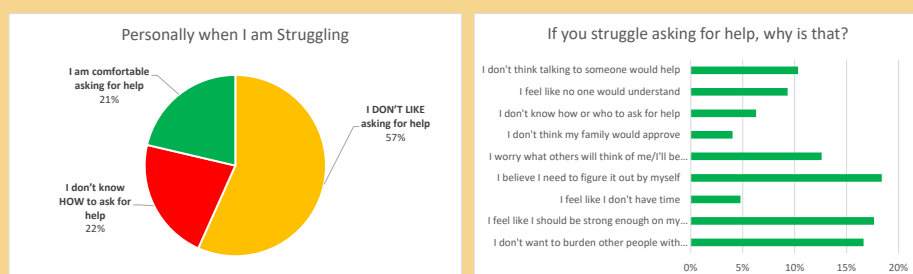 Personally when I am Struggling
I am comfortable
asking for help
21%
I DON'T LIKE
asking for help
57%
I don't know
HOW to ask for
help
22%
If you struggle asking for help, why is that?
I don't think talking to someone would help
I feel like no one would understand
I don't know how or who to ask for help
I don't think my family would approve
I worry what others will think of me/I'll be...
I believe I need to figure it out by myself
I feel like I don't have time
I feel like I should be strong enough on my...
I don't want to burden other people with...
0% 5% 10% 15% 20%